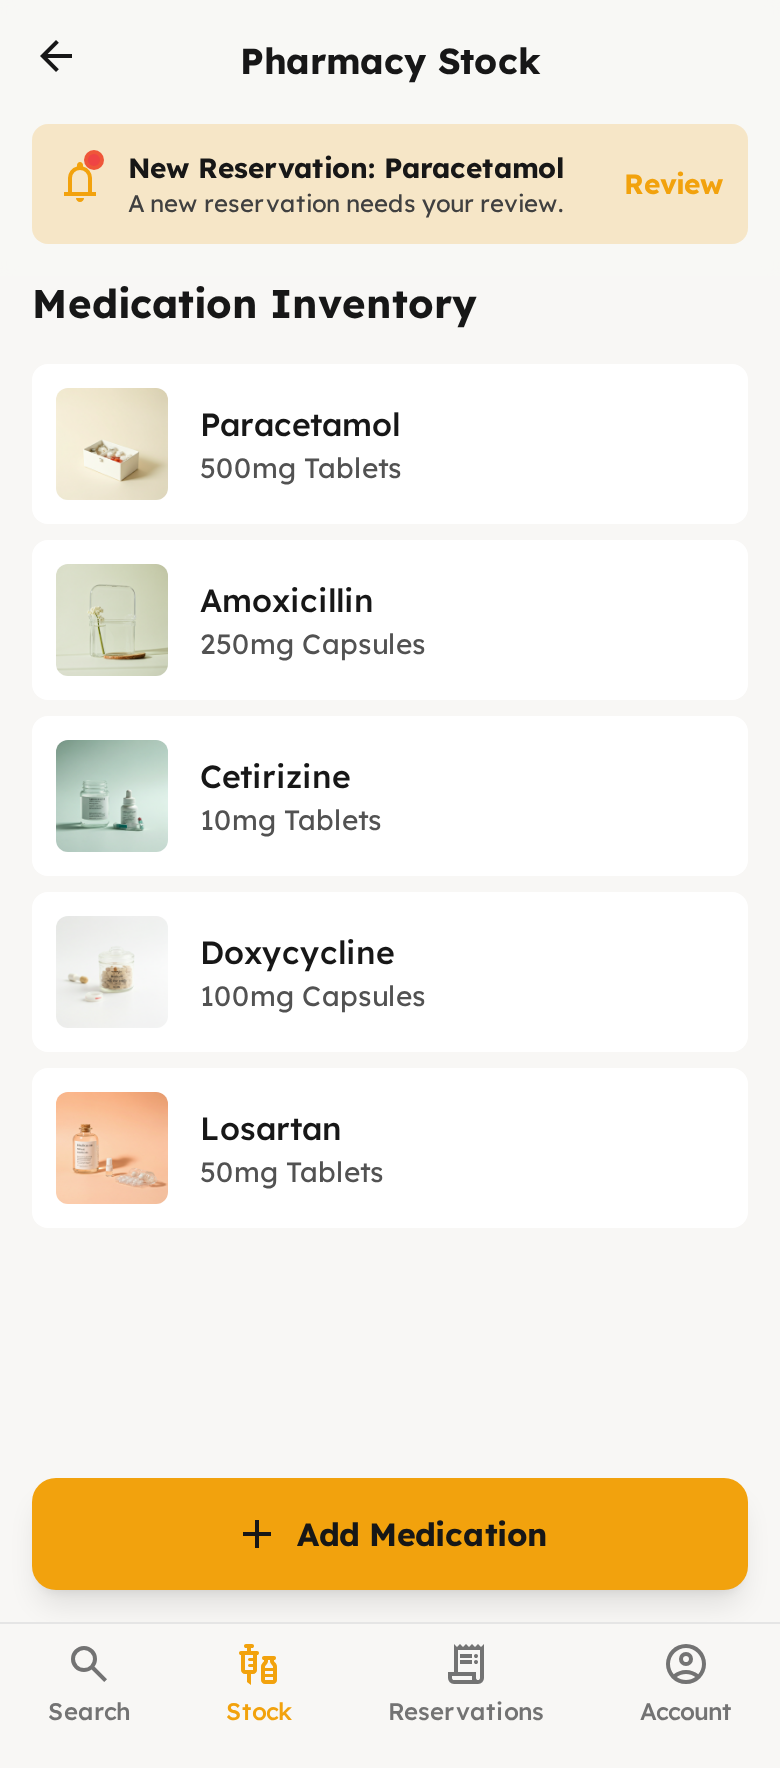 Pharmacy Stock
New Reservation: Paracetamol
A new reservation needs your review.
Review
Medication Inventory
Paracetamol
500mg Tablets
Amoxicillin
250mg Capsules
Cetirizine
10mg Tablets
Doxycycline
100mg Capsules
Losartan
50mg Tablets
Add Medication
Search
Stock
Reservations
Account